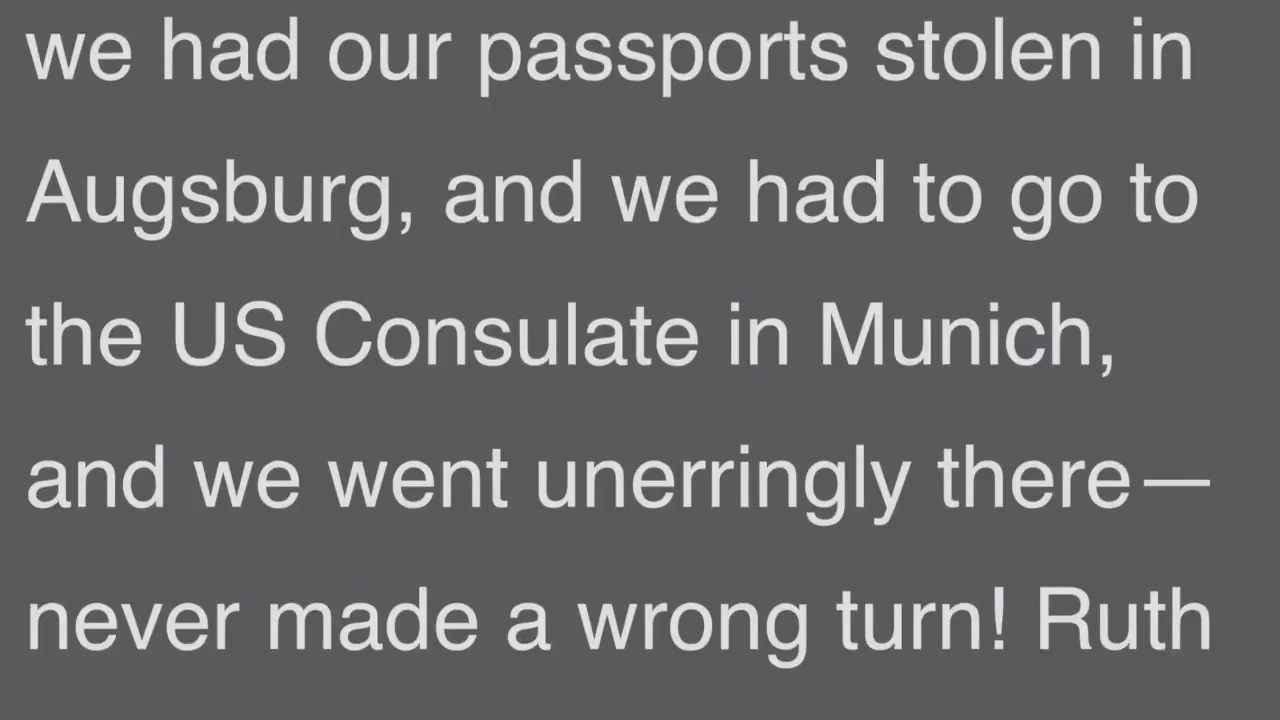 we had our passports stolen in
Augsburg, and we had to go to
the US Consulate in Munich,
and we went unerringly there—
never made a wrong turn! Ruth